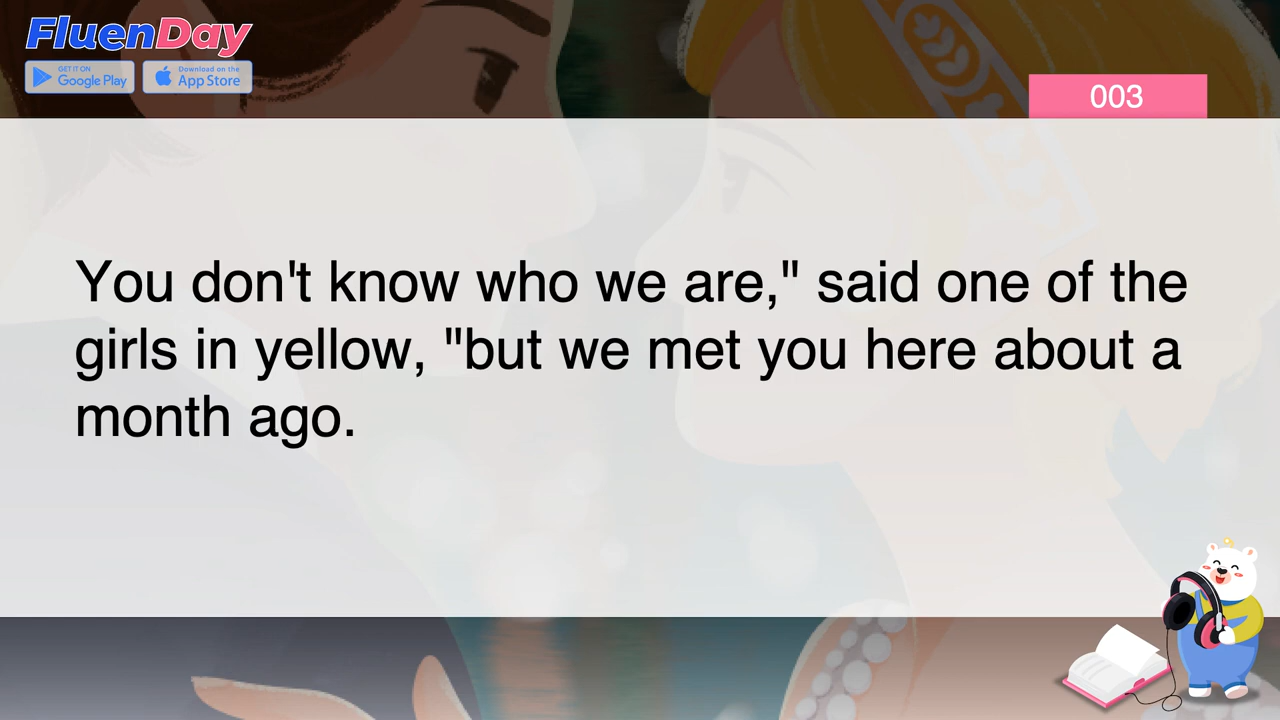 FluenDay
GET IT ON
Google Play
Download on the
App Store
003
You don't know who we are," said one of the
girls in yellow, "but we met you here about a
month ago.